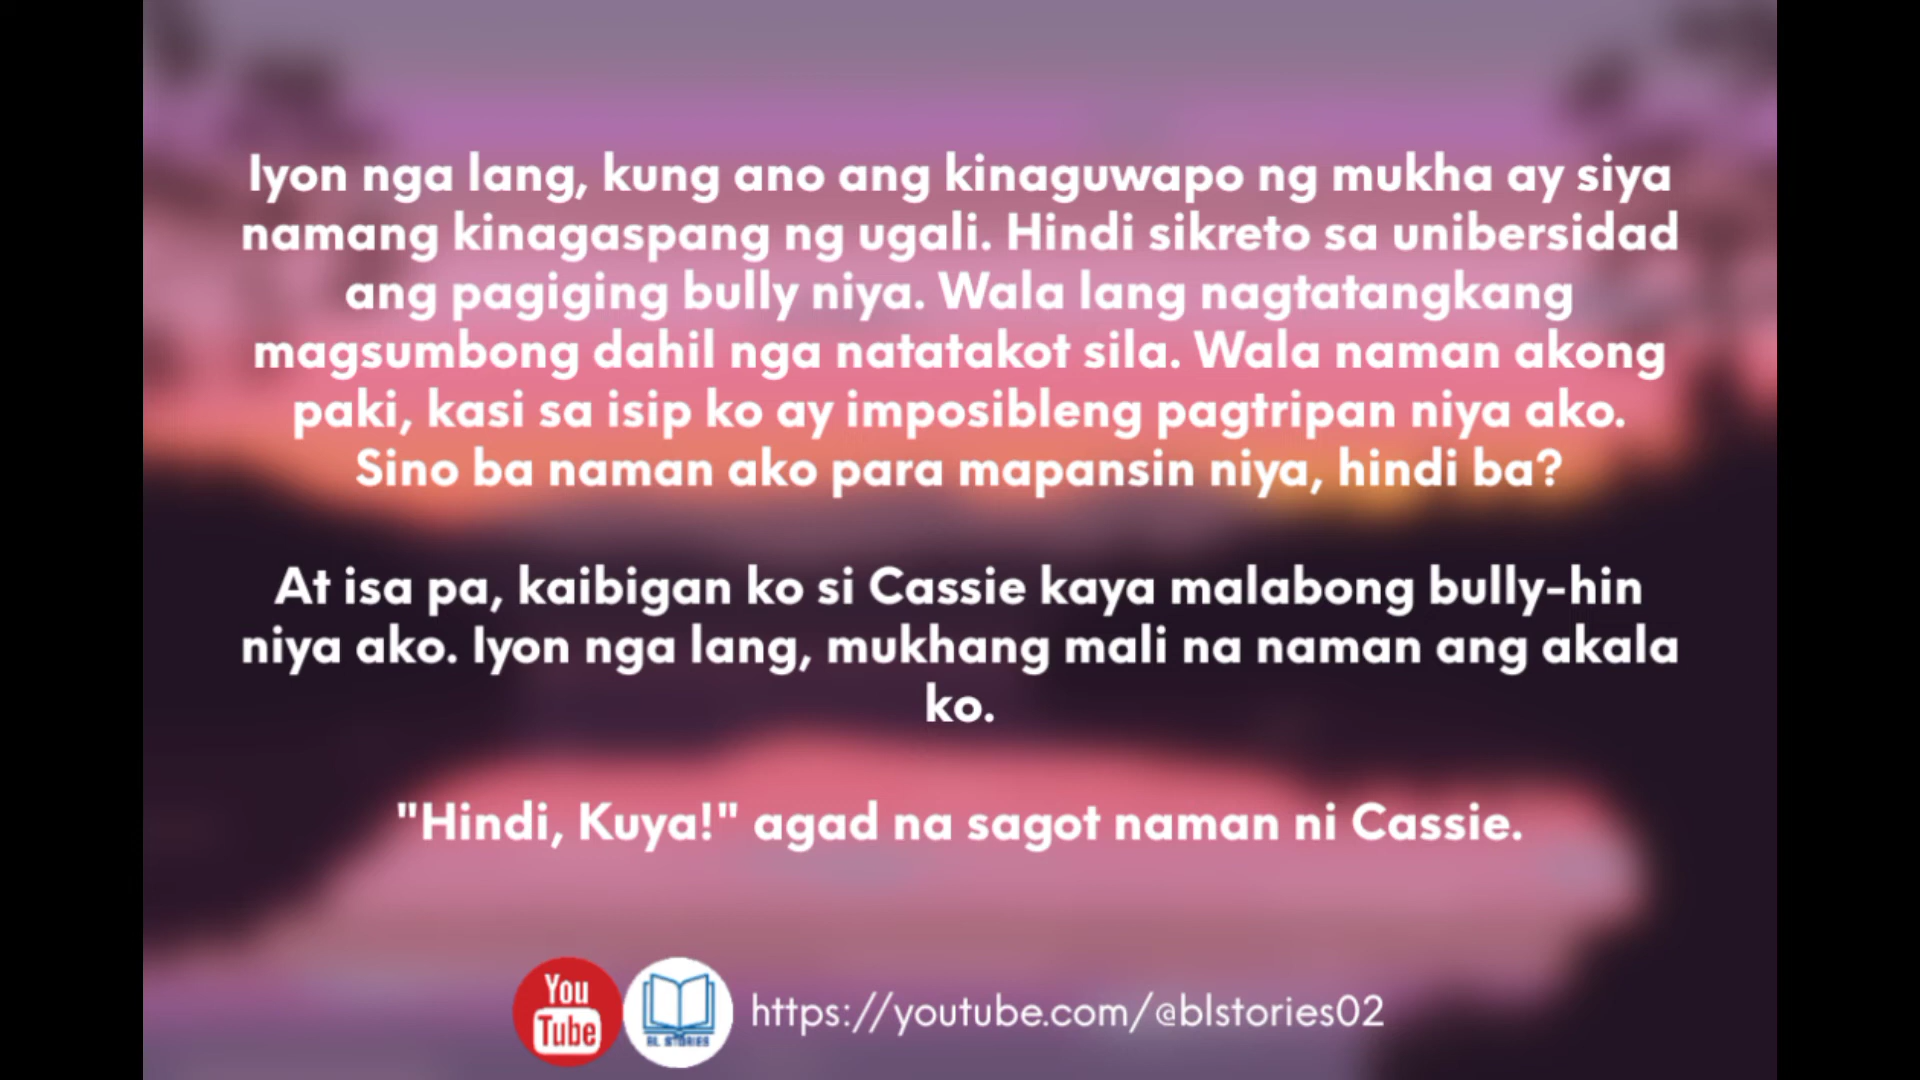 Iyon nga lang, kung ano ang kinaguwapo ng mukha ay siya
namang kinagaspang ng ugali. Hindi sikreto sa unibersidad
ang pagiging bully niya. Wala lang nagtatangkang
magsumbong dahil nga natatakot sila. Wala naman akong
paki, kasi sa isip ko ay imposibleng pagtripan niya ako.
Sino ba naman ako para mapansin niya, hindi ba?
At isa pa, kaibigan ko si Cassie kaya malabong bully-hin
niya ako. Iyon nga lang, mukhang mali na naman ang akala
ko.
"Hindi, Kuya!" agad na sagot naman ni Cassie.
You
Tube
BL STORIES
https://youtube.com/@blstories02